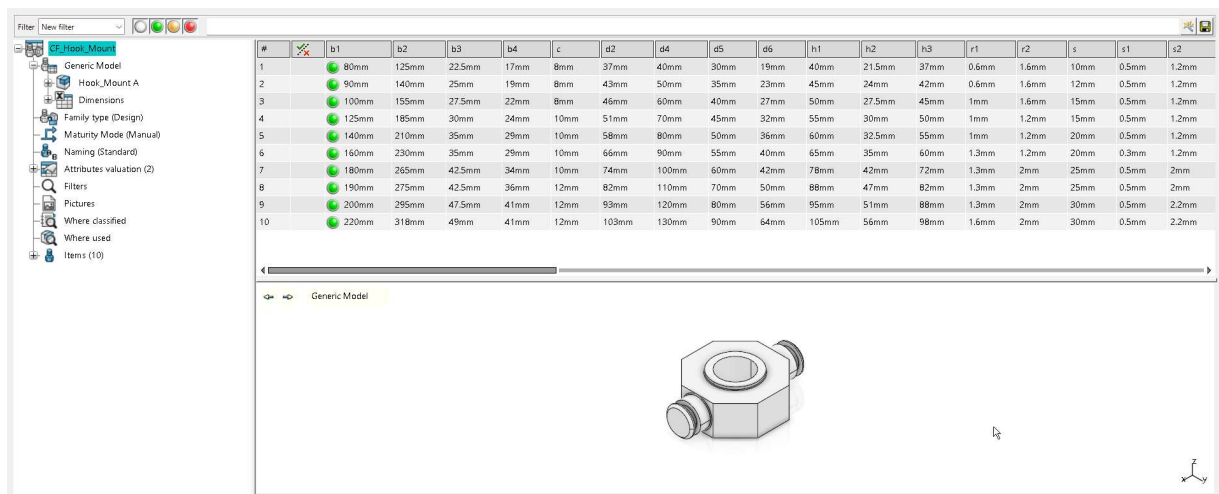 Filter New filter
CF_Hook_Mount
Generic Model
Hook_Mount A
Dimensions
Family type (Design)
Maturity Mode (Manual)
Naming (Standard)
Attributes valuation (2)
Filters
Pictures
Where classified
Where used
Items (10)
# b1 b2 b3 b4 c d2 d4 d5 d6 h1 h2 h3 r1 r2 s s1 s2
1 80mm 125mm 22.5mm 17mm 8mm 37mm 40mm 30mm 19mm 40mm 21.5mm 37mm 0.6mm 1.6mm 10mm 0.5mm 1.2mm
2 90mm 140mm 25mm 19mm 8mm 43mm 50mm 35mm 23mm 45mm 24mm 42mm 0.6mm 1.6mm 12mm 0.5mm 1.2mm
3 100mm 155mm 27.5mm 22mm 8mm 46mm 60mm 40mm 27mm 50mm 27.5mm 45mm 1mm 1.6mm 15mm 0.5mm 1.2mm
4 125mm 185mm 30mm 24mm 10mm 51mm 70mm 45mm 32mm 55mm 30mm 50mm 1mm 1.2mm 15mm 0.5mm 1.2mm
5 140mm 210mm 35mm 29mm 10mm 58mm 80mm 50mm 36mm 60mm 32.5mm 55mm 1mm 1.2mm 20mm 0.5mm 1.2mm
6 160mm 230mm 35mm 29mm 10mm 66mm 90mm 55mm 40mm 65mm 35mm 60mm 1.3mm 1.2mm 20mm 0.3mm 1.2mm
7 180mm 265mm 42.5mm 34mm 10mm 74mm 100mm 60mm 42mm 78mm 42mm 72mm 1.3mm 2mm 25mm 0.5mm 2mm
8 190mm 275mm 42.5mm 36mm 12mm 82mm 110mm 70mm 50mm 88mm 47mm 82mm 1.3mm 2mm 25mm 0.5mm 2mm
9 200mm 295mm 47.5mm 41mm 12mm 93mm 120mm 80mm 56mm 95mm 51mm 88mm 1.3mm 2mm 30mm 0.5mm 2.2mm
10 220mm 318mm 49mm 41mm 12mm 103mm 130mm 90mm 64mm 105mm 56mm 98mm 1.6mm 2mm 30mm 0.5mm 2.2mm
Generic Model
z
x y